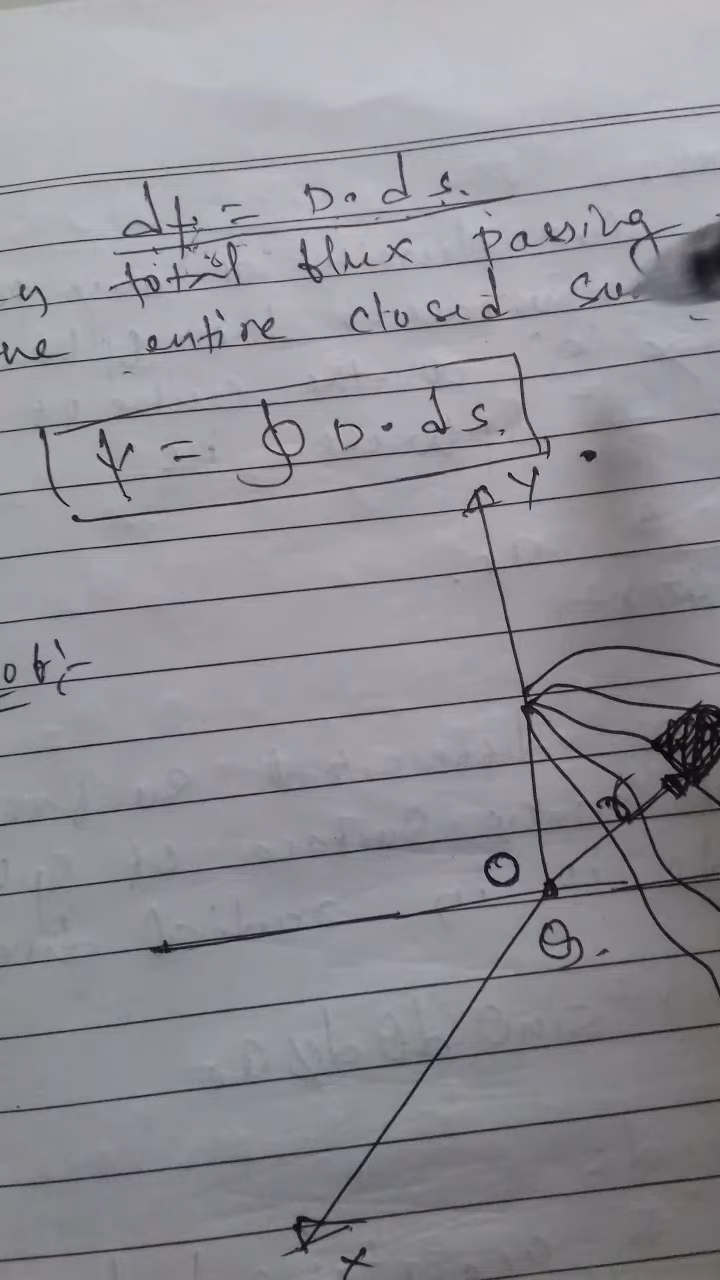 dψ = D. ds.
total flux passing
entire closed
ψ = ∮ D. ds.
Y
r
O
Q.
X